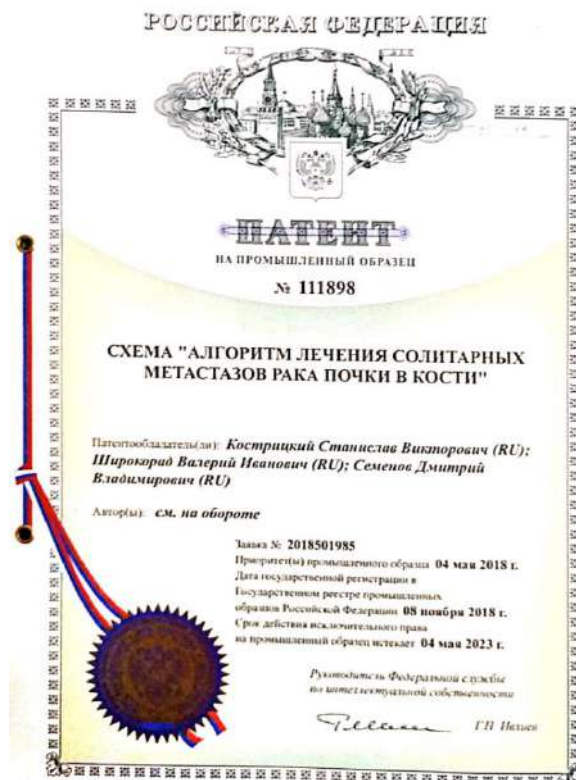 РОССИЙСКАЯ ФЕДЕРАЦИЯ
ПАТЕНТ
НА ПРОМЫШЛЕННЫЙ ОБРАЗЕЦ
№ 111898
СХЕМА "АЛГОРИТМ ЛЕЧЕНИЯ СОЛИТАРНЫХ
МЕТАСТАЗОВ РАКА ПОЧКИ В КОСТИ"
Патентообладатель(ли): Кострицкий Станислав Викторович (RU);
Широкорад Валерий Иванович (RU); Семенов Дмитрий
Владимирович (RU)
Автор(ы): см. на обороте
Заявка № 2018501985
Приоритет(ы) промышленного образца 04 мая 2018 г.
Дата государственной регистрации в
Государственном реестре промышленных
образцов Российской Федерации 08 ноября 2018 г.
Срок действия исключительного права
на промышленный образец истекает 04 мая 2023 г.
Руководитель Федеральной службы
по интеллектуальной собственности
Г.П. Ивлиев